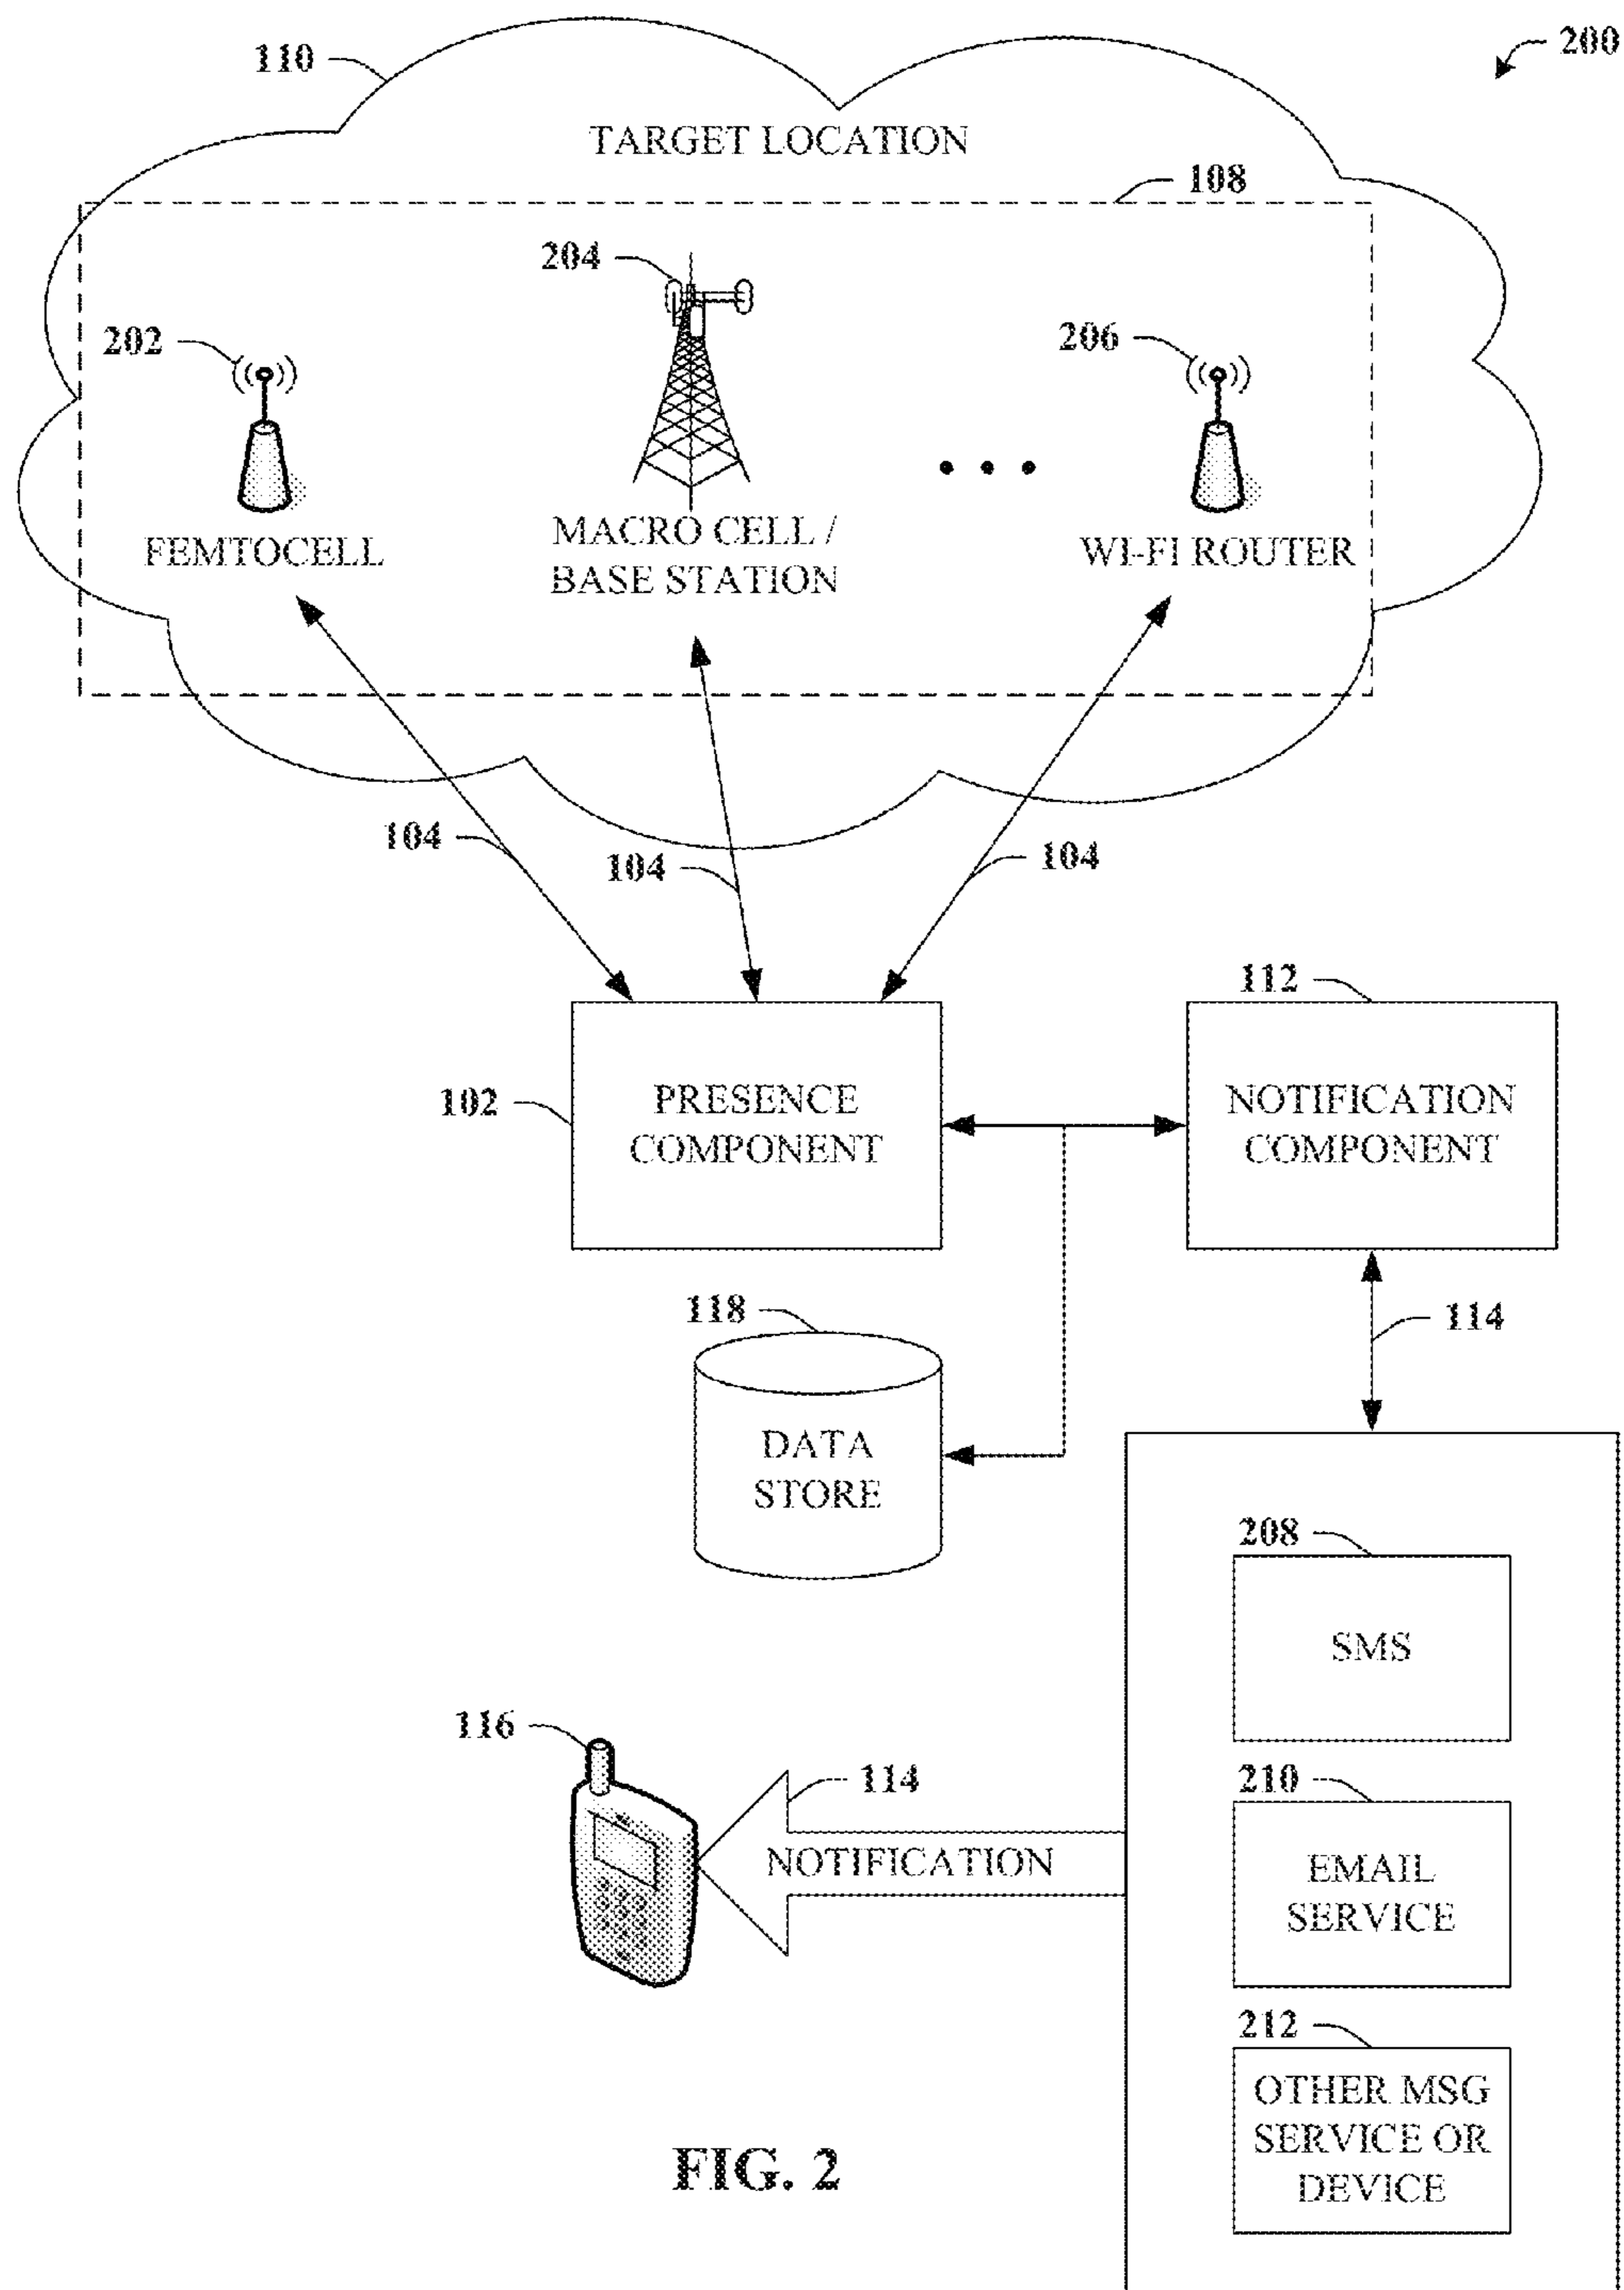 200
110
TARGET LOCATION
108
204
202
206
FEMTOCELL
MACRO CELL /
BASE STATION
WI-FI ROUTER
104
104
104
112
102
PRESENCE
COMPONENT
NOTIFICATION
COMPONENT
118
114
DATA
STORE
208
SMS
116
114
210
NOTIFICATION
EMAIL
SERVICE
212
OTHER MSG
SERVICE OR
DEVICE
FIG. 2